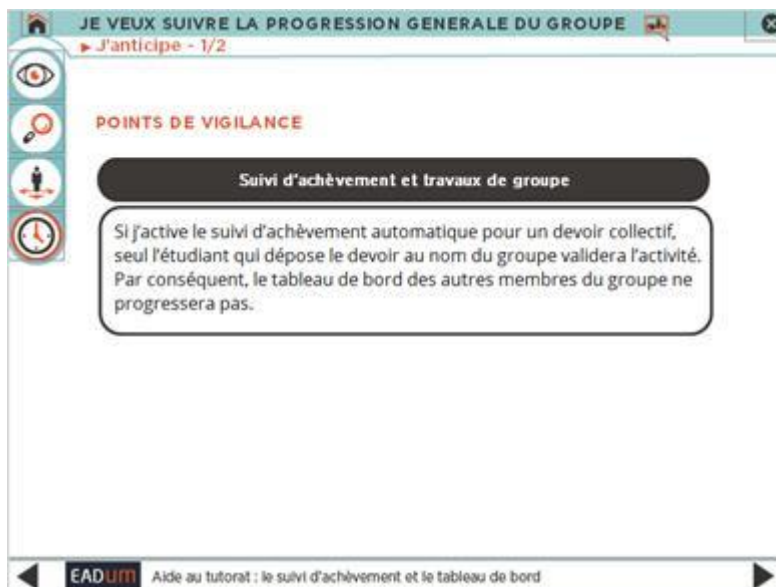 JE VEUX SUIVRE LA PROGRESSION GENERALE DU GROUPE
► J'anticipe - 1/2
POINTS DE VIGILANCE
Suivi d'achèvement et travaux de groupe
Si j'active le suivi d'achèvement automatique pour un devoir collectif,
seul l'étudiant qui dépose le devoir au nom du groupe validera l'activité.
Par conséquent, le tableau de bord des autres membres du groupe ne
progressera pas.
EADum Aide au tutorat : le suivi d'achèvement et le tableau de bord